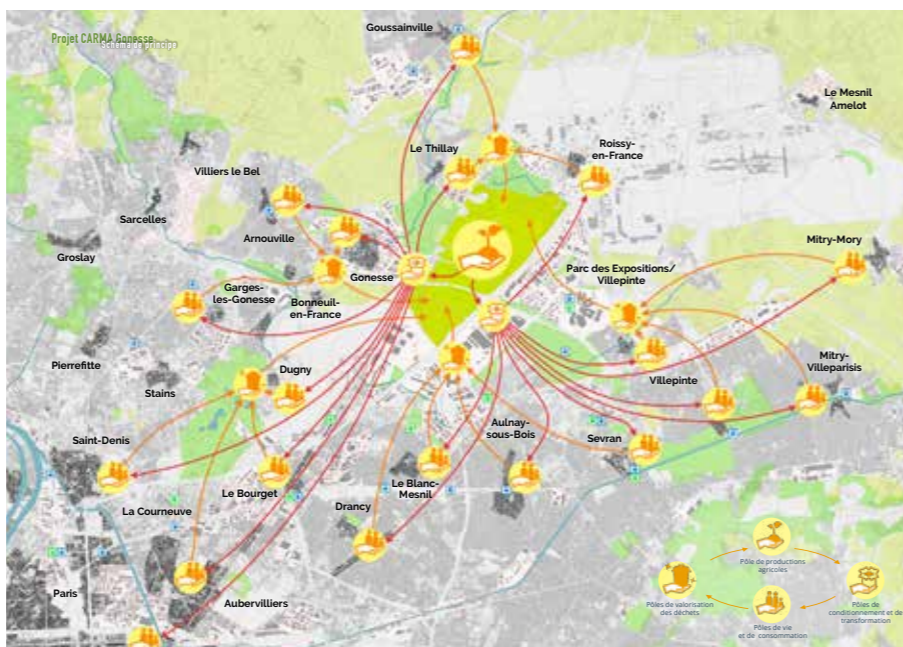 Projet CARMA Gonesse
Schéma de principe
Goussainville
Le Mesnil
Amelot
Le Thillay
Roissy-
en-France
Villiers le Bel
Sarcelles
Arnouville
Groslay
Mitry-Mory
Gonesse
Parc des Expositions/
Villepinte
Garges-
les-Gonesse
Bonneuil-
en-France
Pierrefitte
Dugny
Mitry-
Villeparisis
Stains
Villepinte
Saint-Denis
Aulnay-
sous-Bois
Sevran
Le Bourget
Le Blanc-
Mesnil
La Courneuve
Drancy
Paris
Aubervilliers
Pôle de productions
agricoles
Pôles de valorisation
des déchets
Pôles de vie
et de consommation
Pôles de
conditionnement et de
transformation